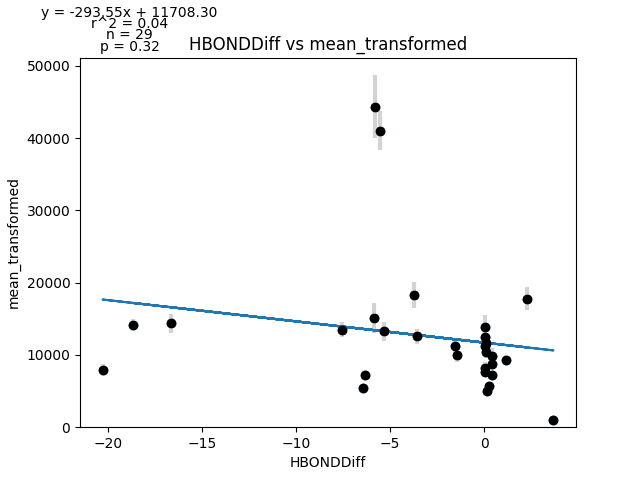 y = -293.55x + 11708.30
r^2 = 0.04
n = 29
p = 0.32
HBONDDiff vs mean_transformed
50000
40000
30000
20000
10000
0
mean_transformed
−20 −15 −10 −5 0
HBONDDiff